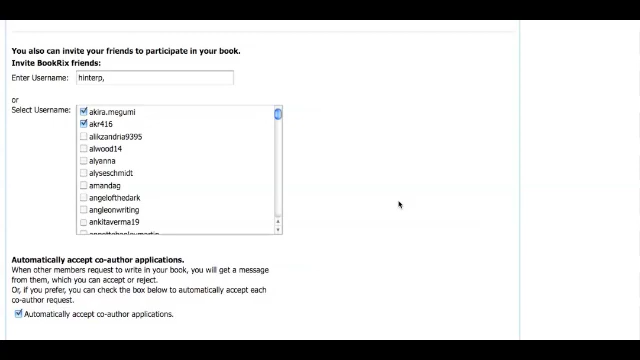 You also can invite your friends to participate in your book.
Invite BookRix friends:
Enter Username: hinterp,
or
Select Username:
akira.megumi
akr416
alikzandria9395
alwood14
alyanna
alyseschmidt
amandag
angelofthedark
angleonwriting
ankitaverma19
Automatically accept co-author applications.
When other members request to write in your book, you will get a message
from them, which you can accept or reject.
Or, if you prefer, you can check the box below to automatically accept each
co-author request.
Automatically accept co-author applications.